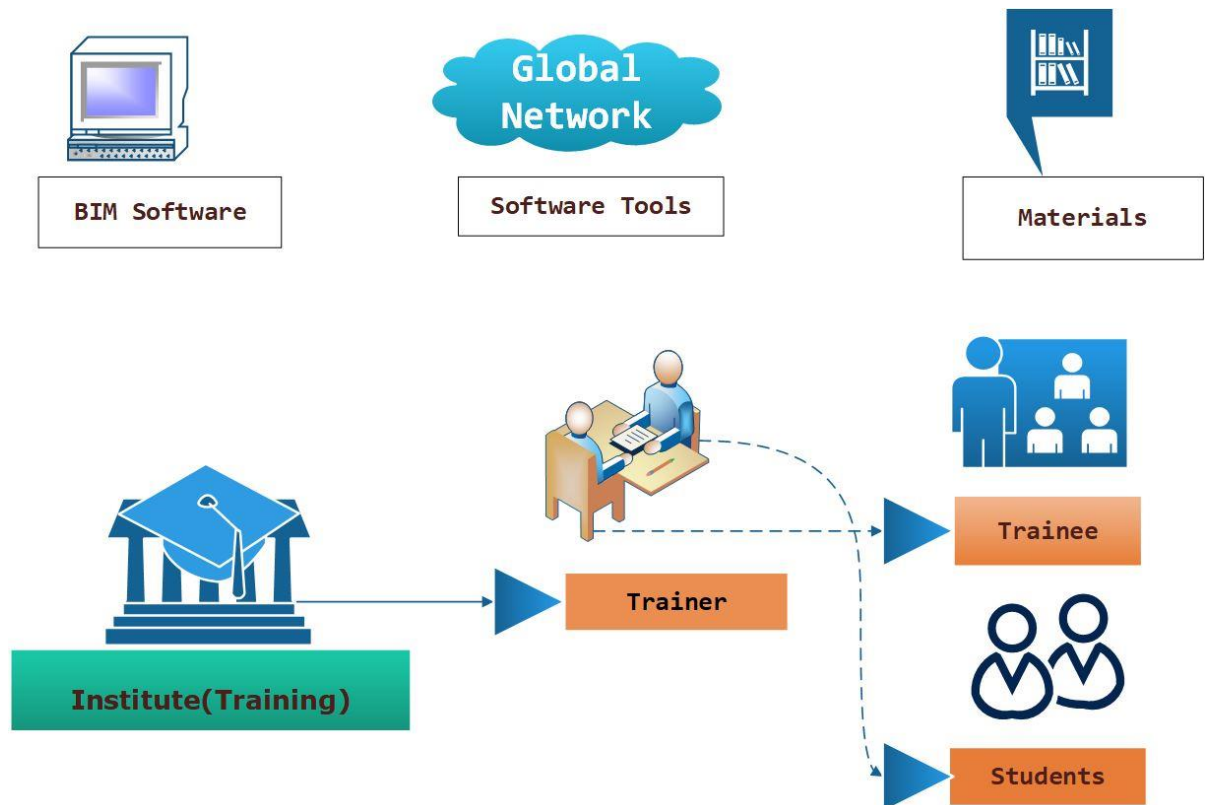 Global
Network
BIM Software
Software Tools
Materials
Trainee
Trainer
Institute(Training)
Students